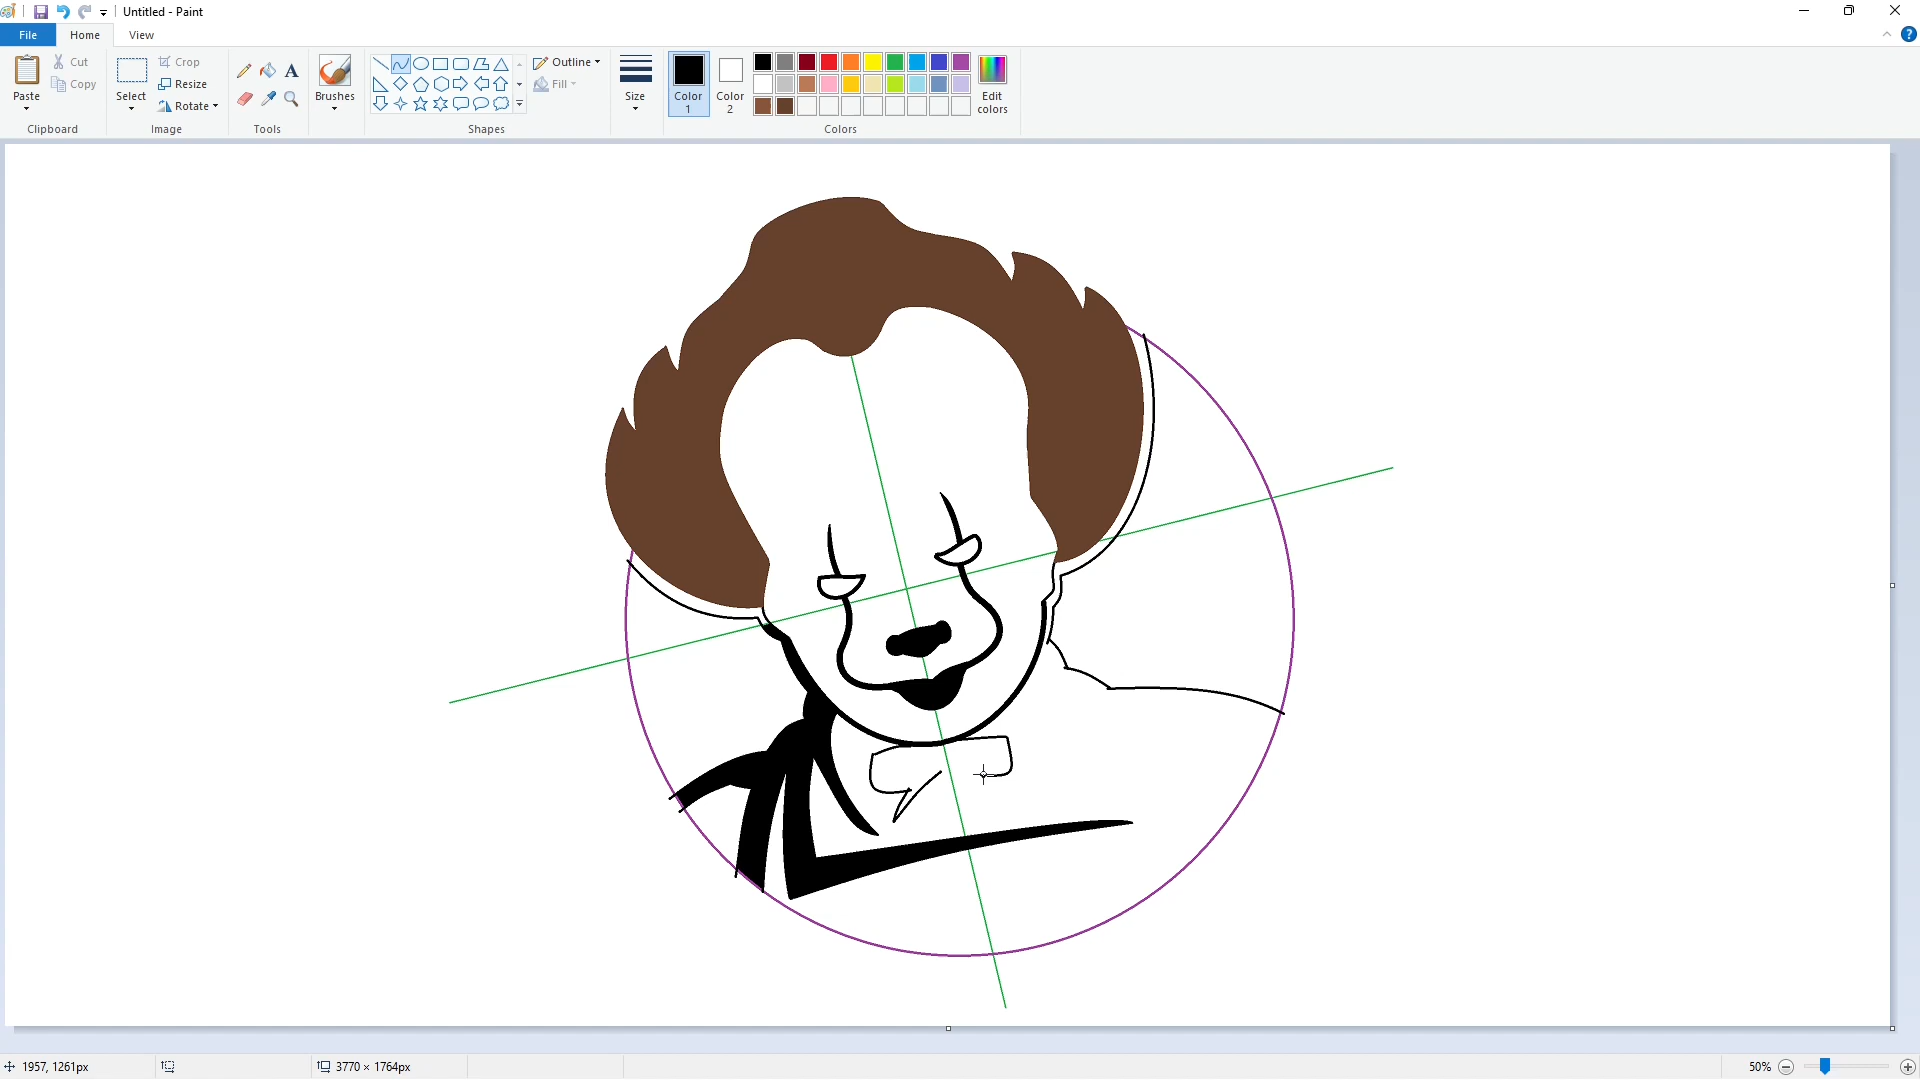 Untitled - Paint
File Home View
Paste
Cut
Copy
Clipboard
Select
Crop
Resize
Rotate
Image
A
Tools
Brushes
Shapes
Outline
Fill
Size
Color
1
Color
2
Edit
colors
Colors
1957, 1261px
3770 × 1764px
50%